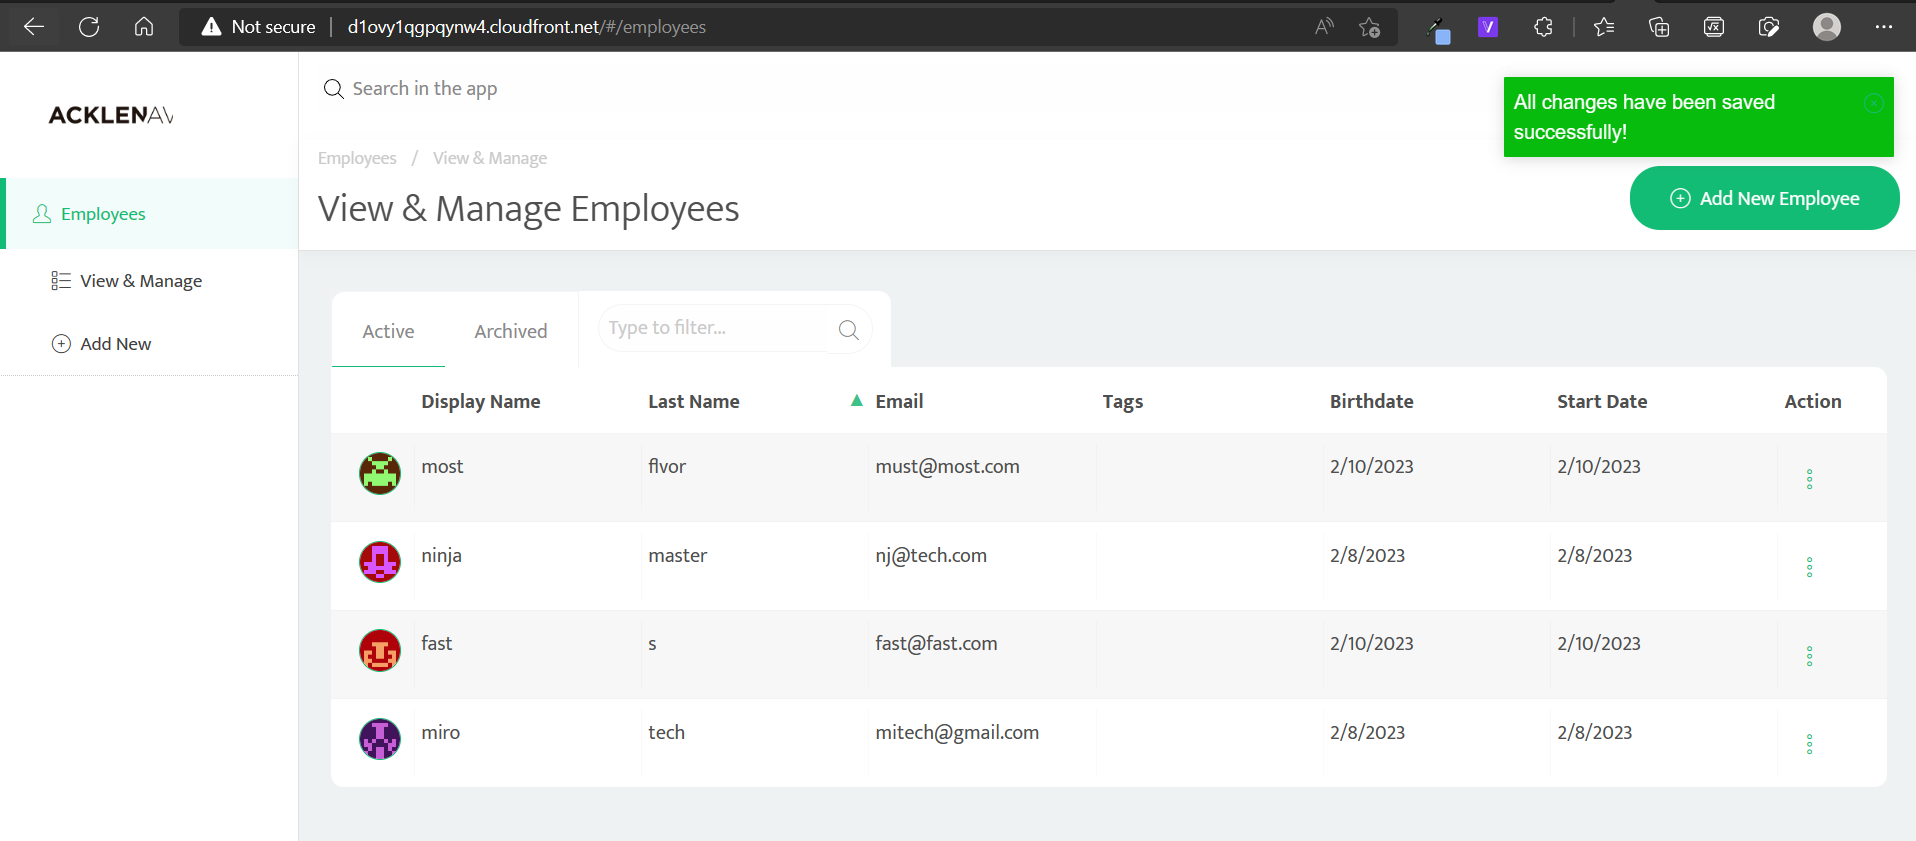 Not secure
d1ovy1qgpqynw4.cloudfront.net/#/employees
ACKLENAV
Search in the app
All changes have been saved
successfully!
Employees / View & Manage
View & Manage Employees
Add New Employee
Employees
View & Manage
Add New
Active Archived Type to filter...
Display Name Last Name Email Tags Birthdate Start Date Action
most flvor must@most.com 2/10/2023 2/10/2023
ninja master nj@tech.com 2/8/2023 2/8/2023
fast s fast@fast.com 2/10/2023 2/10/2023
miro tech mitech@gmail.com 2/8/2023 2/8/2023